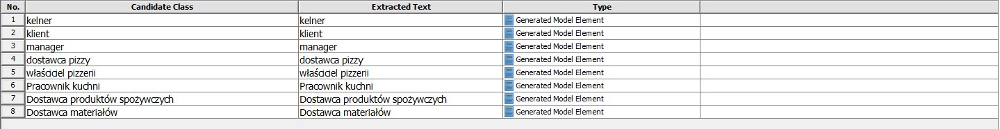 No. Candidate Class Extracted Text Type
1 kelner kelner Generated Model Element
2 klient klient Generated Model Element
3 manager manager Generated Model Element
4 dostawca pizzy dostawca pizzy Generated Model Element
5 właściciel pizzerii właściciel pizzerii Generated Model Element
6 Pracownik kuchni Pracownik kuchni Generated Model Element
7 Dostawca produktów spożywczych Dostawca produktów spożywczych Generated Model Element
8 Dostawca materiałów Dostawca materiałów Generated Model Element